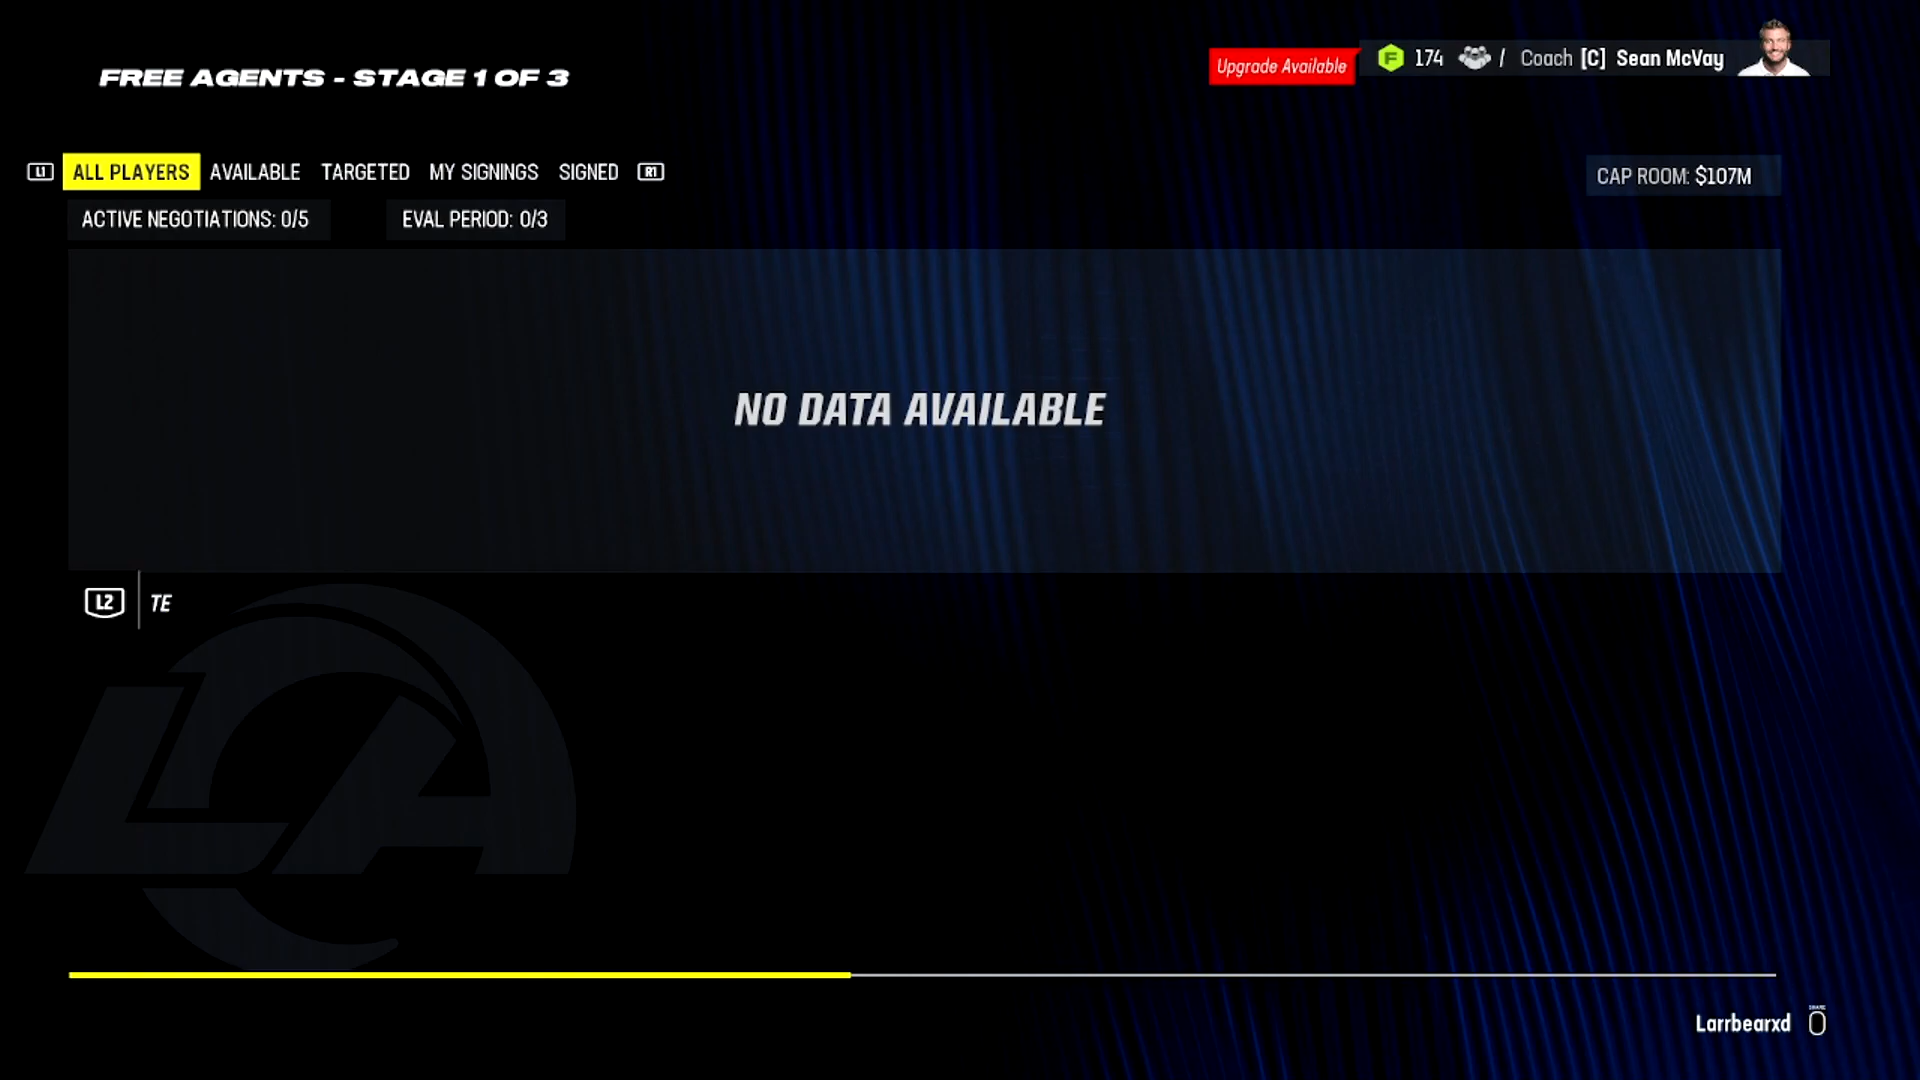 FREE AGENTS - STAGE 1 OF 3
Upgrade Available
F 174 / Coach [C] Sean McVay
L1 ALL PLAYERS AVAILABLE TARGETED MY SIGNINGS SIGNED R1
CAP ROOM: $107M
ACTIVE NEGOTIATIONS: 0/5
EVAL PERIOD: 0/3
NO DATA AVAILABLE
L2 TE
LA
Larrbearxd
SHARE